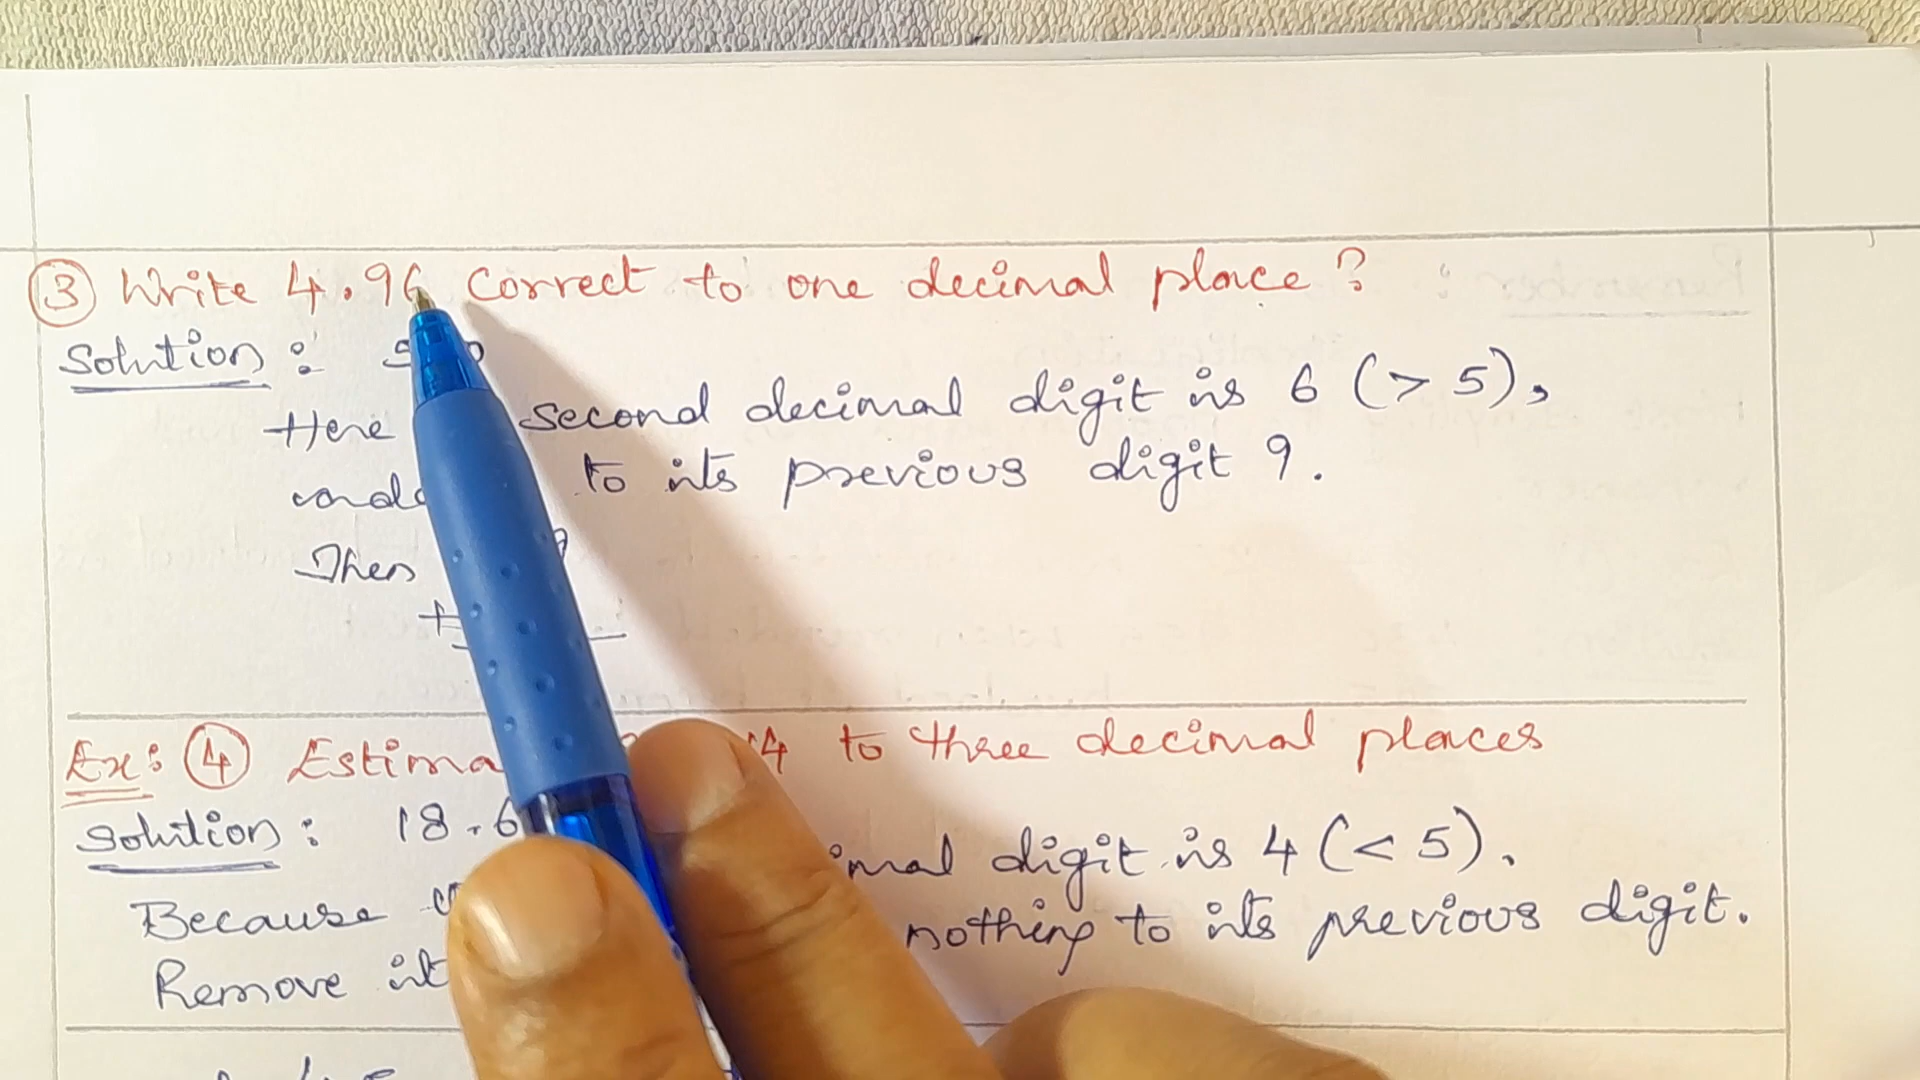 ③ Write 4.96 correct to one decimal place?
Solution :
Here second decimal digit is 6 (> 5),
to its previous digit 9.
Then
+
Ex: ④ 14 to three decimal places
Solution : 18.6
digit is 4 (< 5).
Because nothing to its previous digit.
Remove it